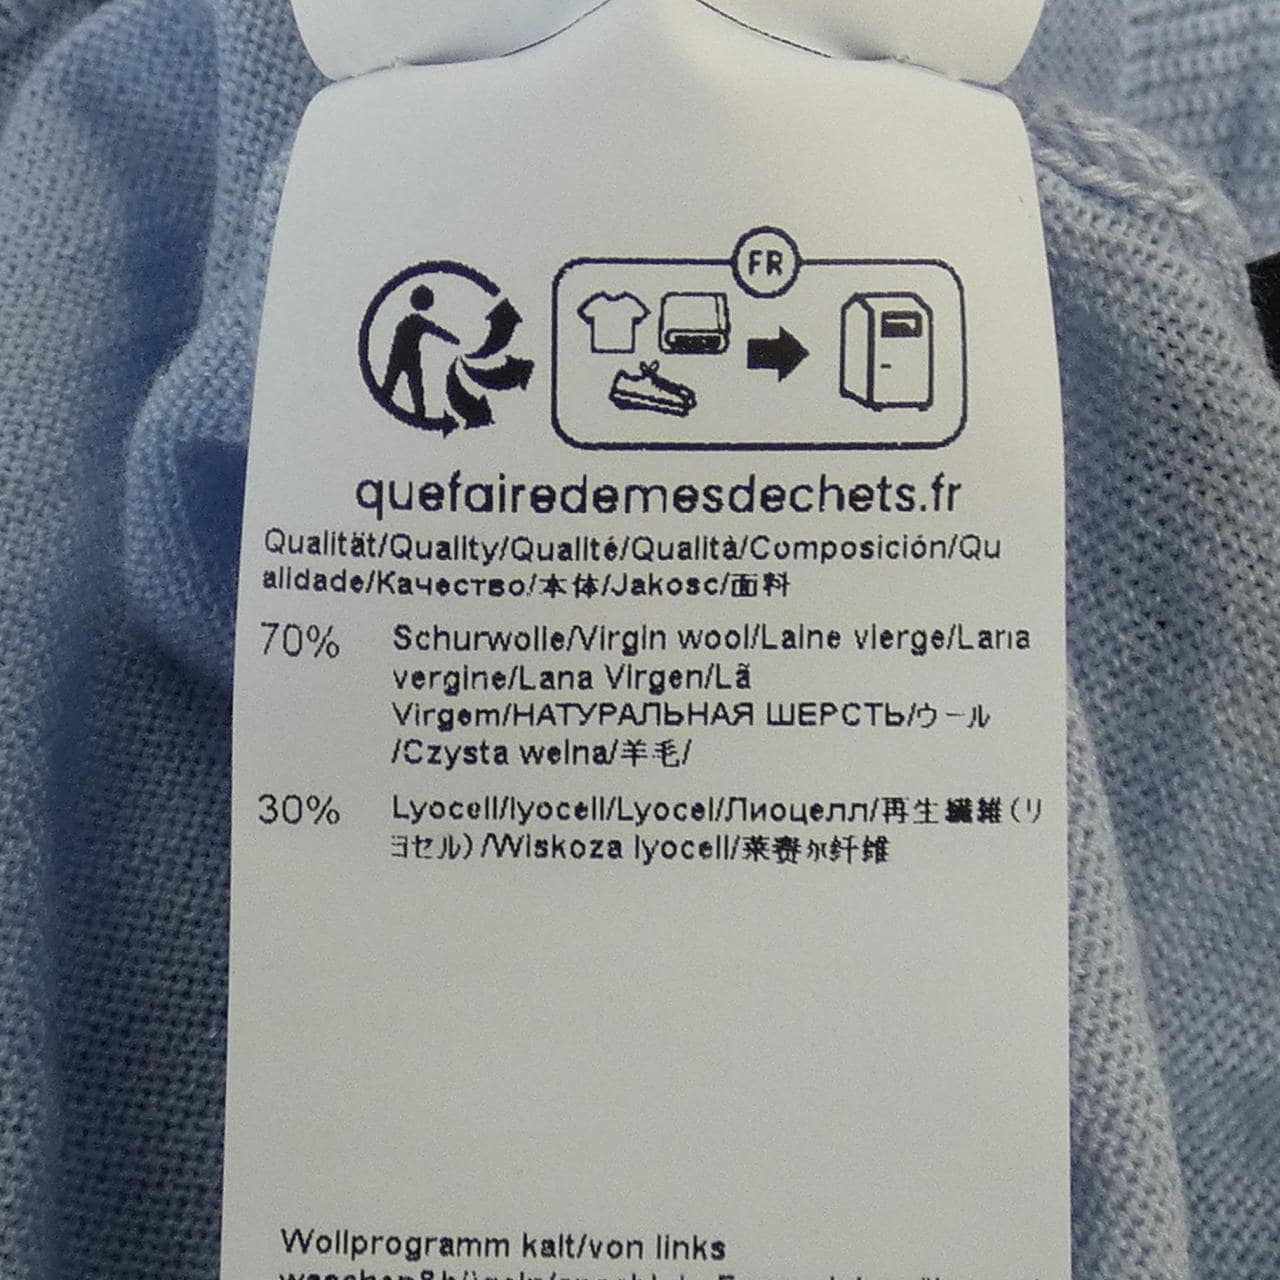 FR
quefairedemesdechets.fr
Qualität/Quality/Qualité/Qualità/Composición/Qu
alidade/Качество/本体/Jakosc/面料
70% Schurwolle/Virgin wool/Laine vierge/Lana
vergine/Lana Virgen/Lã
Virgem/НАТУРАЛЬНАЯ ШЕРСТЬ/ウール
/Czysta welna/羊毛/
30% Lyocell/lyocell/Lyocel/Лиоцелл/再生繊維(リ
ヨセル)/Wiskoza lyocell/莱赛尔纤维
Wollprogramm kalt/von links